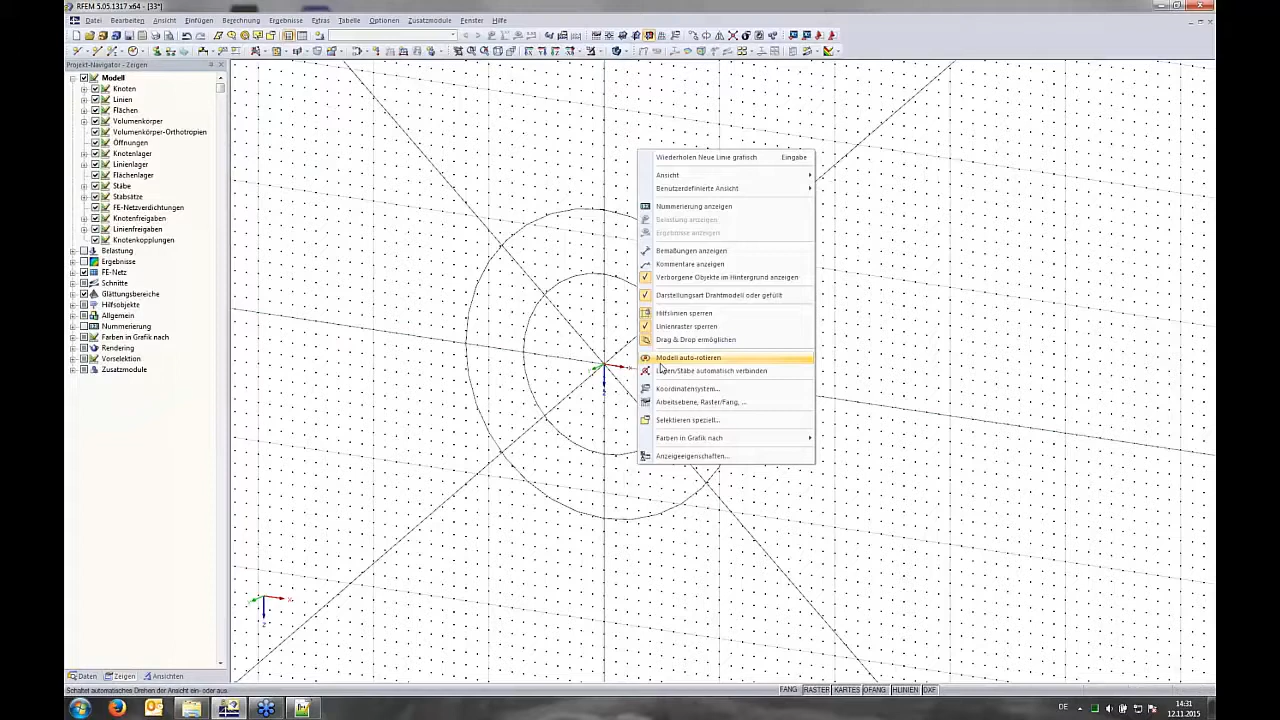 RFEM 5.05.1317 x64 - [33*]
Datei Bearbeiten Ansicht Einfügen Berechnung Ergebnisse Extras Tabelle Optionen Zusatzmodule Fenster Hilfe
Projekt-Navigator - Zeigen
Modell
Knoten
Linien
Flächen
Volumenkörper
Volumenkörper-Orthotropien
Öffnungen
Knotenlager
Linienlager
Flächenlager
Stäbe
Stabsätze
FE-Netzverdichtungen
Knotenfreigaben
Linienfreigaben
Knotenkopplungen
Belastung
Ergebnisse
FE-Netz
Schnitte
Glättungsbereiche
Hilfsobjekte
Allgemein
Nummerierung
Farben in Grafik nach
Rendering
Vorselektion
Zusatzmodule
Wiederholen Neue Linie grafisch Eingabe
Ansicht
Benutzerdefinierte Ansicht
Nummerierung anzeigen
Belastung anzeigen
Ergebnisse anzeigen
Bemaßungen anzeigen
Kommentare anzeigen
Verborgene Objekte im Hintergrund anzeigen
Darstellungsart Drahtmodell oder gefüllt
Hilfslinien sperren
Linienraster sperren
Drag & Drop ermöglichen
Modell auto-rotieren
automatisch verbinden
Koordinatensystem...
Arbeitsebene, Raster/Fang, ...
Selektieren speziell...
Farben in Grafik nach
Anzeigeeigenschaften...
Daten Zeigen Ansichten
Schaltet automatisches Drehen der Ansicht ein- oder aus.
FANG RASTER KARTES OFANG HLINIEN DXF
DE
14:31
12.11.2015